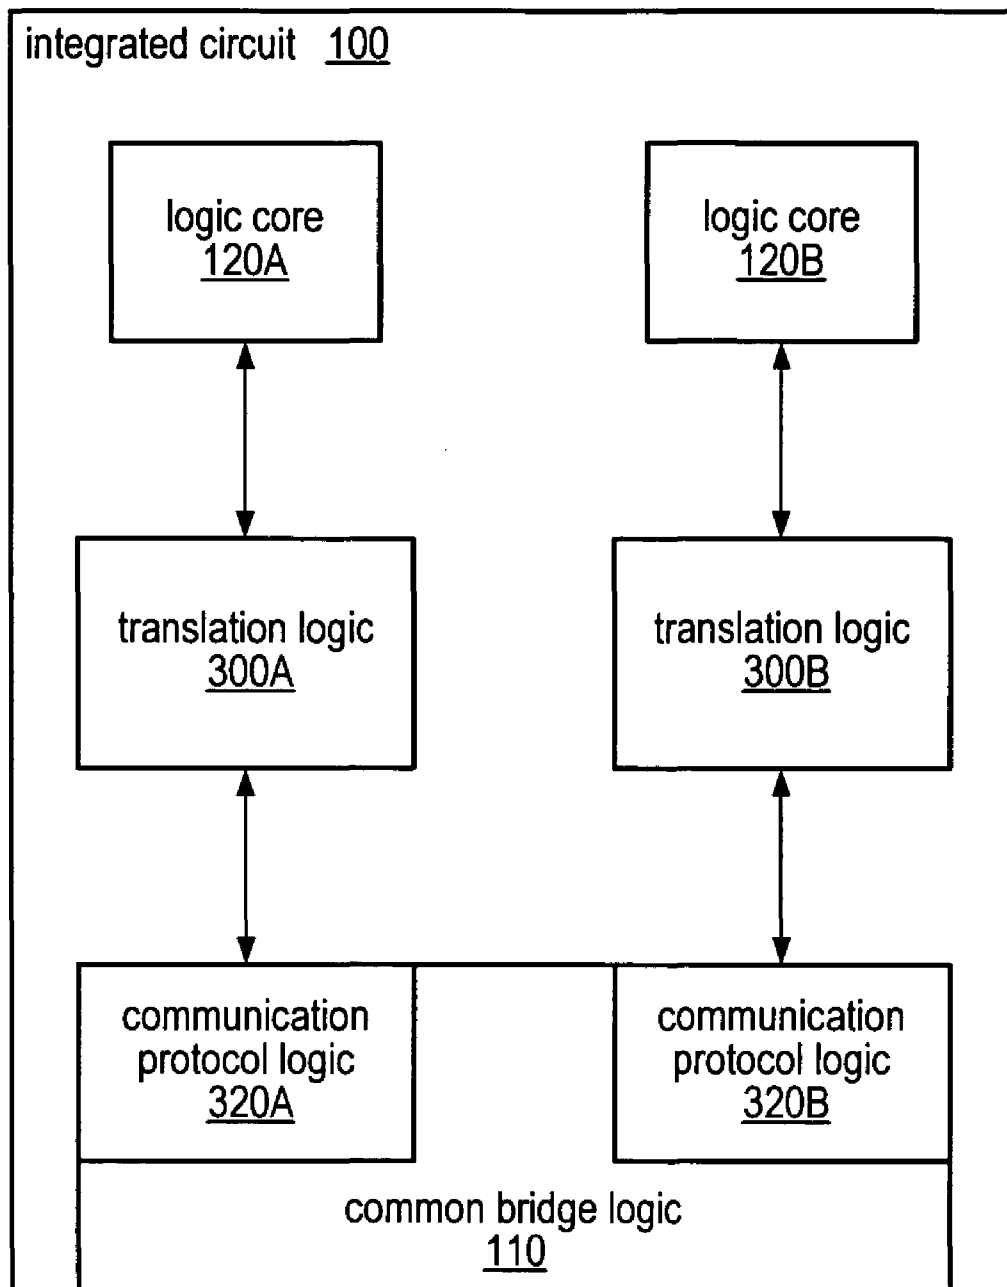 integrated circuit 100
logic core
120A
logic core
120B
translation logic
300A
translation logic
300B
communication
protocol logic
320A
communication
protocol logic
320B
common bridge logic
110